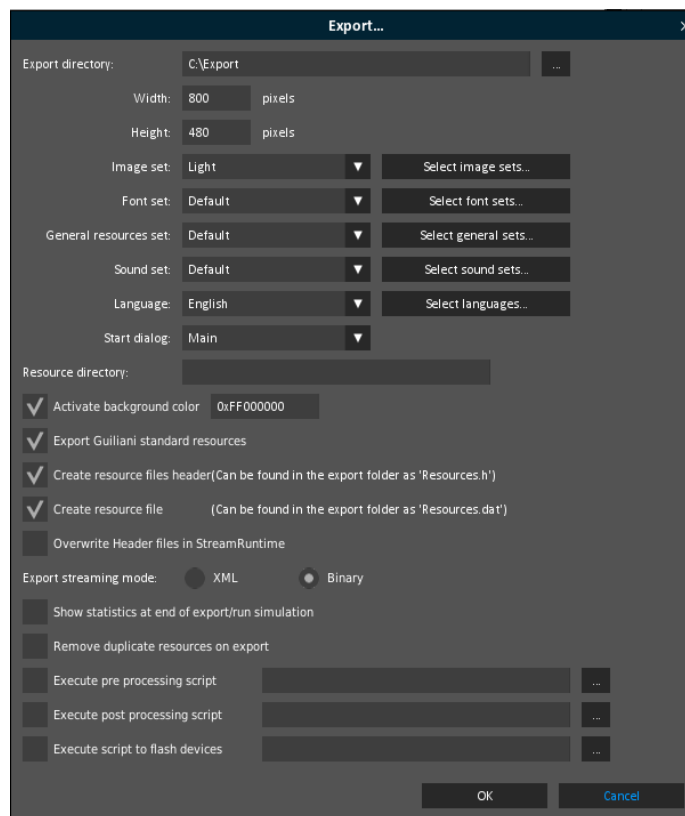 Export...
Export directory: C:\Export ...
Width: 800 pixels
Height: 480 pixels
Image set: Light Select image sets...
Font set: Default Select font sets...
General resources set: Default Select general sets...
Sound set: Default Select sound sets...
Language: English Select languages...
Start dialog: Main
Resource directory:
Activate background color 0xFF000000
Export Guiliani standard resources
Create resource files header(Can be found in the export folder as 'Resources.h')
Create resource file (Can be found in the export folder as 'Resources.dat')
Overwrite Header files in StreamRuntime
Export streaming mode: XML Binary
Show statistics at end of export/run simulation
Remove duplicate resources on export
Execute pre processing script ...
Execute post processing script ...
Execute script to flash devices ...
OK Cancel